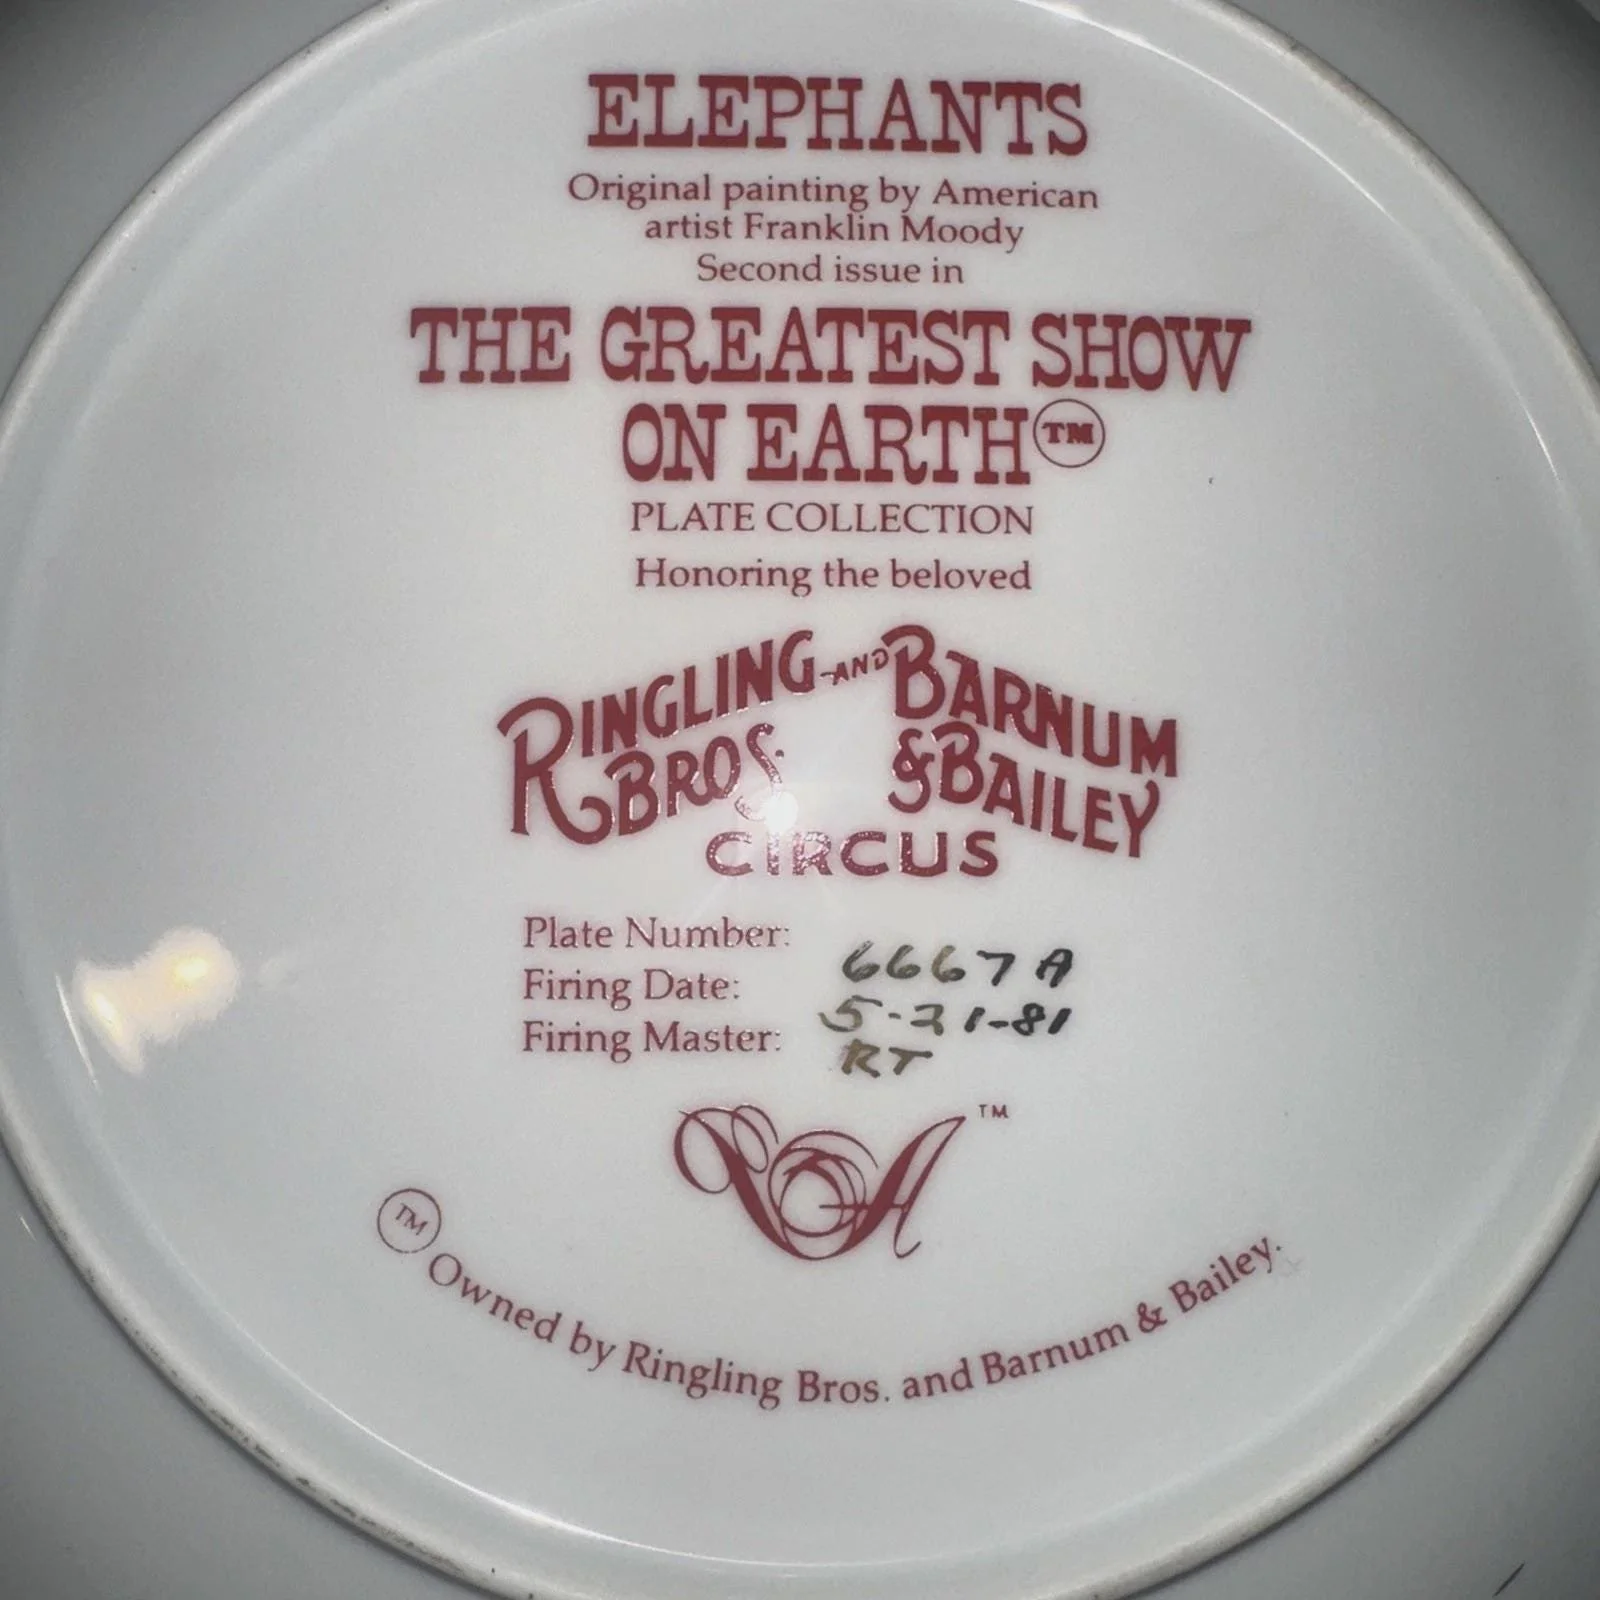 ELEPHANTS
Original painting by American
artist Franklin Moody
Second issue in
THE GREATEST SHOW
ON EARTH™
PLATE COLLECTION
Honoring the beloved
RINGLING BROS. AND BARNUM & BAILEY
CIRCUS
Plate Number: 6667A
Firing Date: 5-21-81
Firing Master: RT
™
™ Owned by Ringling Bros. and Barnum & Bailey.